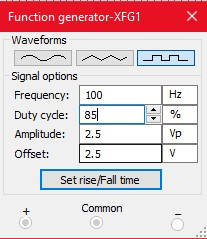 Function generator-XFG1
Waveforms
Signal options
Frequency: 100 Hz
Duty cycle: 85 %
Amplitude: 2.5 Vp
Offset: 2.5 V
Set rise/Fall time
+ Common −